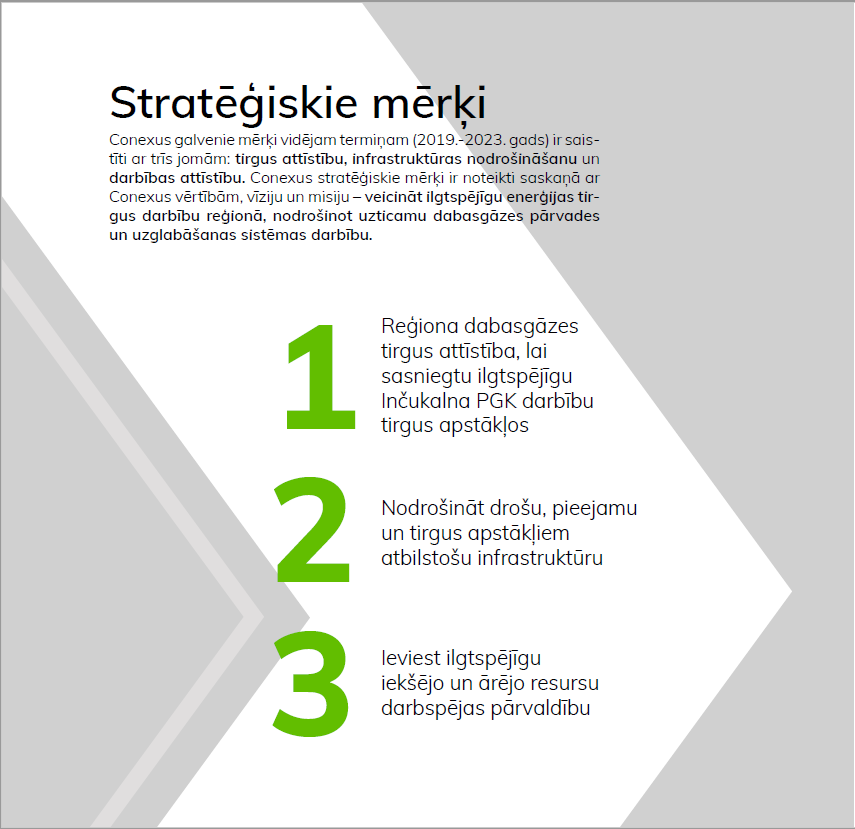 Stratēģiskie mērķi
Conexus galvenie mērķi vidējam termiņam (2019.-2023. gads) ir sais-
tīti ar trīs jomām: tirgus attīstību, infrastruktūras nodrošināšanu un
darbības attīstību. Conexus stratēģiskie mērķi ir noteikti saskaņā ar
Conexus vērtībām, vīziju un misiju – veicināt ilgtspējīgu enerģijas tir-
gus darbību reģionā, nodrošinot uzticamu dabasgāzes pārvades
un uzglabāšanas sistēmas darbību.
1
Reģiona dabasgāzes
tirgus attīstība, lai
sasniegtu ilgtspējīgu
Inčukalna PGK darbību
tirgus apstākļos
2
Nodrošināt drošu, pieejamu
un tirgus apstākļiem
atbilstošu infrastruktūru
3
Ieviest ilgtspējīgu
iekšējo un ārējo resursu
darbspējas pārvaldību